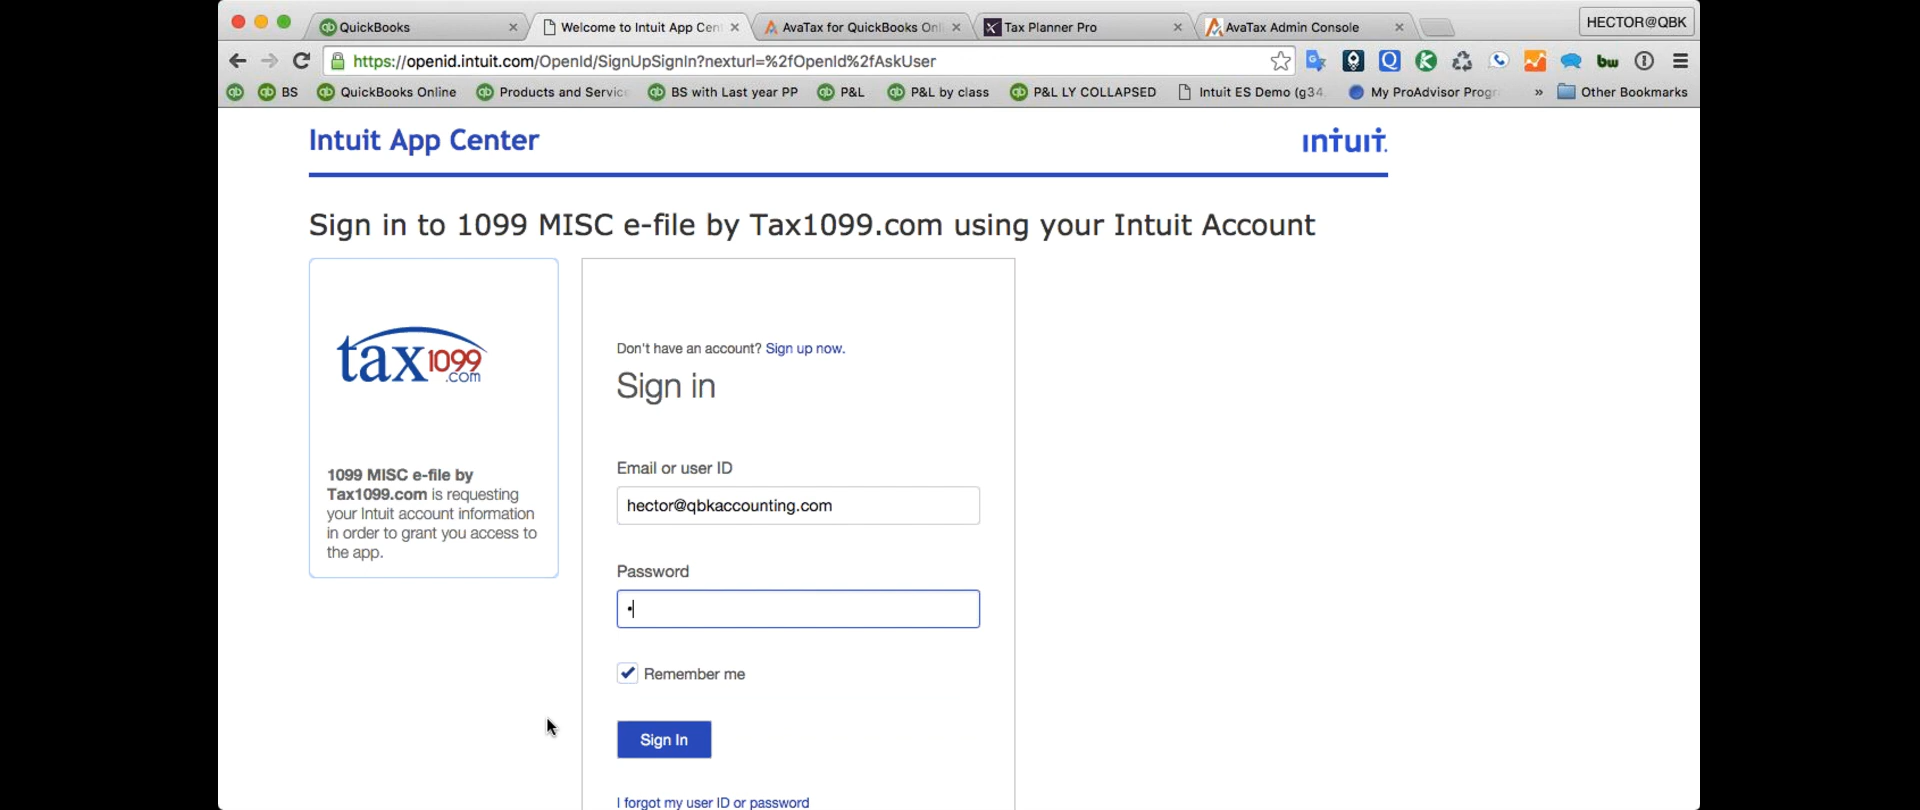 QuickBooks
Welcome to Intuit App Cen
AvaTax for QuickBooks Onl
Tax Planner Pro
AvaTax Admin Console
HECTOR@QBK
https://openid.intuit.com/OpenId/SignUpSignIn?nexturl=%2fOpenId%2fAskUser
BS
QuickBooks Online
Products and Servic
BS with Last year PP
P&L
P&L by class
P&L LY COLLAPSED
Intuit ES Demo (g34
My ProAdvisor Progr
»
Other Bookmarks
Intuit App Center
intuit.
Sign in to 1099 MISC e-file by Tax1099.com using your Intuit Account
tax1099
.com
1099 MISC e-file by
Tax1099.com is requesting
your Intuit account information
in order to grant you access to
the app.
Don't have an account? Sign up now.
Sign in
Email or user ID
hector@qbkaccounting.com
Password
•
Remember me
Sign In
I forgot my user ID or password